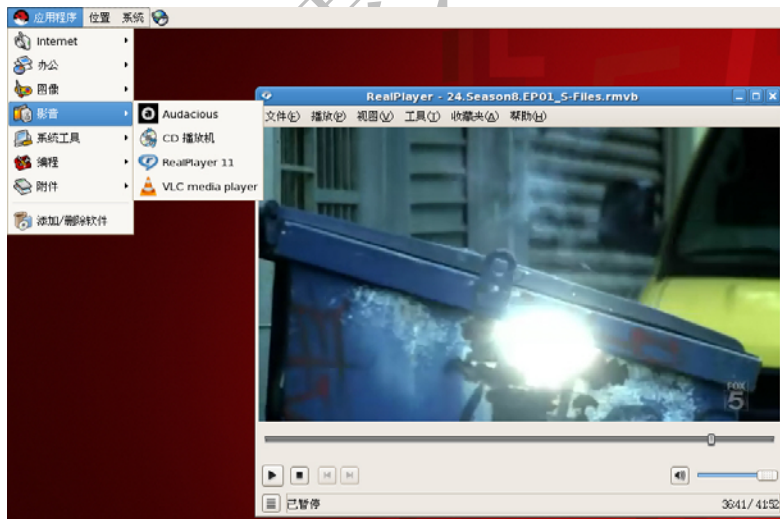 应用程序 位置 系统
Internet
办公
图像
影音
系统工具
编程
附件
添加/删除软件
Audacious
CD 播放机
RealPlayer 11
VLC media player
RealPlayer - 24.Season8.EP01_S-Files.rmvb
文件(F) 播放(P) 视图(V) 工具(T) 收藏夹(A) 帮助(H)
FOX
5
已暂停
36:41 / 41:52